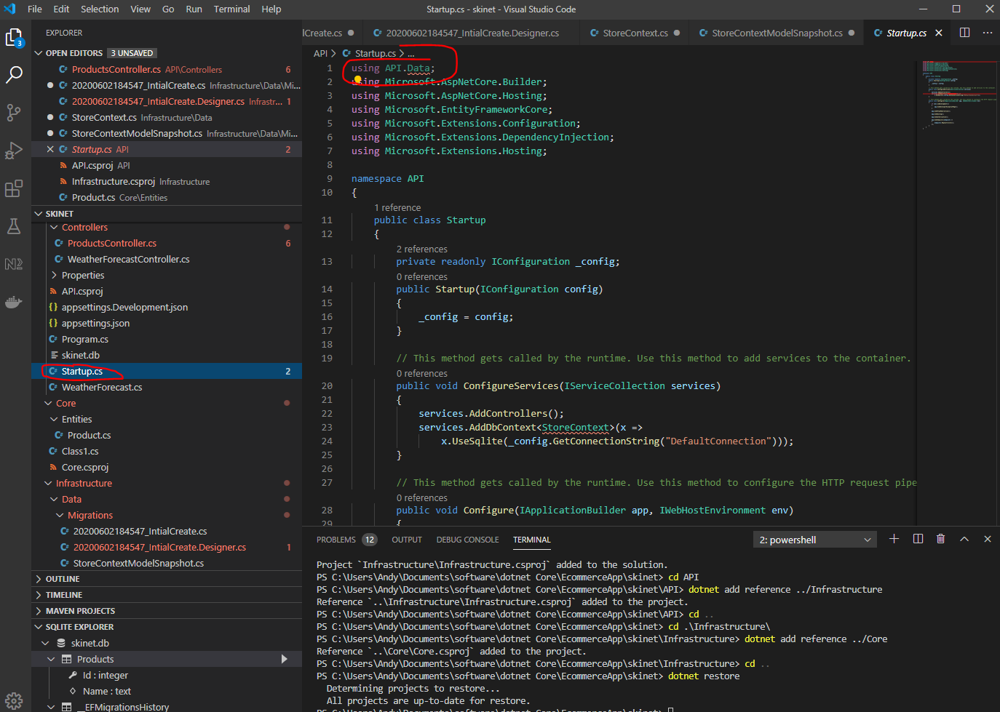 File Edit Selection View Go Run Terminal Help Startup.cs - skinet - Visual Studio Code
EXPLORER
lCreate.cs 20200602184547_IntialCreate.Designer.cs StoreContext.cs StoreContextModelSnapshot.cs Startup.cs
OPEN EDITORS 3 UNSAVED
ProductsController.cs API\Controllers 6
20200602184547_IntialCreate.cs Infrastructure\Data\Mi...
20200602184547_IntialCreate.Designer.cs Infrastr... 1
StoreContext.cs Infrastructure\Data
StoreContextModelSnapshot.cs Infrastructure\Data\Mi...
Startup.cs API 2
API.csproj API
Infrastructure.csproj Infrastructure
Product.cs Core\Entities
SKINET
Controllers
ProductsController.cs 6
WeatherForecastController.cs
Properties
API.csproj
appsettings.Development.json
appsettings.json
Program.cs
skinet.db
Startup.cs 2
WeatherForecast.cs
Core
Entities
Product.cs
Class1.cs
Core.csproj
Infrastructure
Data
Migrations
20200602184547_IntialCreate.cs
20200602184547_IntialCreate.Designer.cs 1
StoreContextModelSnapshot.cs
OUTLINE
TIMELINE
MAVEN PROJECTS
SQLITE EXPLORER
skinet.db
Products
Id : integer
Name : text
__EFMigrationsHistory
3
API > Startup.cs > ...
1 using API.Data;
2 using Microsoft.AspNetCore.Builder;
3 using Microsoft.AspNetCore.Hosting;
4 using Microsoft.EntityFrameworkCore;
5 using Microsoft.Extensions.Configuration;
6 using Microsoft.Extensions.DependencyInjection;
7 using Microsoft.Extensions.Hosting;
8
9 namespace API
10 {
1 reference
11 public class Startup
12 {
2 references
13 private readonly IConfiguration _config;
0 references
14 public Startup(IConfiguration config)
15 {
16 _config = config;
17 }
18
19 // This method gets called by the runtime. Use this method to add services to the container.
0 references
20 public void ConfigureServices(IServiceCollection services)
21 {
22 services.AddControllers();
23 services.AddDbContext<StoreContext>(x =>
24 x.UseSqlite(_config.GetConnectionString("DefaultConnection")));
25 }
26
27 // This method gets called by the runtime. Use this method to configure the HTTP request pipe
0 references
28 public void Configure(IApplicationBuilder app, IWebHostEnvironment env)
29 {
PROBLEMS 12 OUTPUT DEBUG CONSOLE TERMINAL 2: powershell
Project `Infrastructure\Infrastructure.csproj` added to the solution.
PS C:\Users\Andy\Documents\software\dotnet Core\EcommerceApp\skinet> cd API
PS C:\Users\Andy\Documents\software\dotnet Core\EcommerceApp\skinet\API> dotnet add reference ../Infrastructure
Reference `..\Infrastructure\Infrastructure.csproj` added to the project.
PS C:\Users\Andy\Documents\software\dotnet Core\EcommerceApp\skinet\API> cd ..
PS C:\Users\Andy\Documents\software\dotnet Core\EcommerceApp\skinet> cd .\Infrastructure\
PS C:\Users\Andy\Documents\software\dotnet Core\EcommerceApp\skinet\Infrastructure> dotnet add reference ../Core
Reference `..\Core\Core.csproj` added to the project.
PS C:\Users\Andy\Documents\software\dotnet Core\EcommerceApp\skinet\Infrastructure> cd ..
PS C:\Users\Andy\Documents\software\dotnet Core\EcommerceApp\skinet> dotnet restore
Determining projects to restore...
All projects are up-to-date for restore.
PS C:\Users\Andy\Documents\software\dotnet Core\EcommerceApp\skinet>